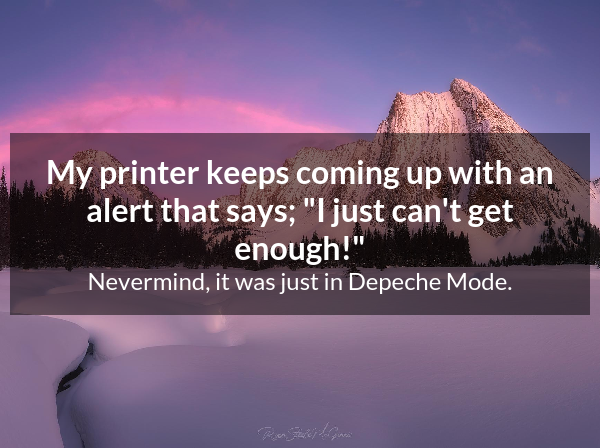 My printer keeps coming up with an
alert that says; "I just can't get
enough!"
Nevermind, it was just in Depeche Mode.